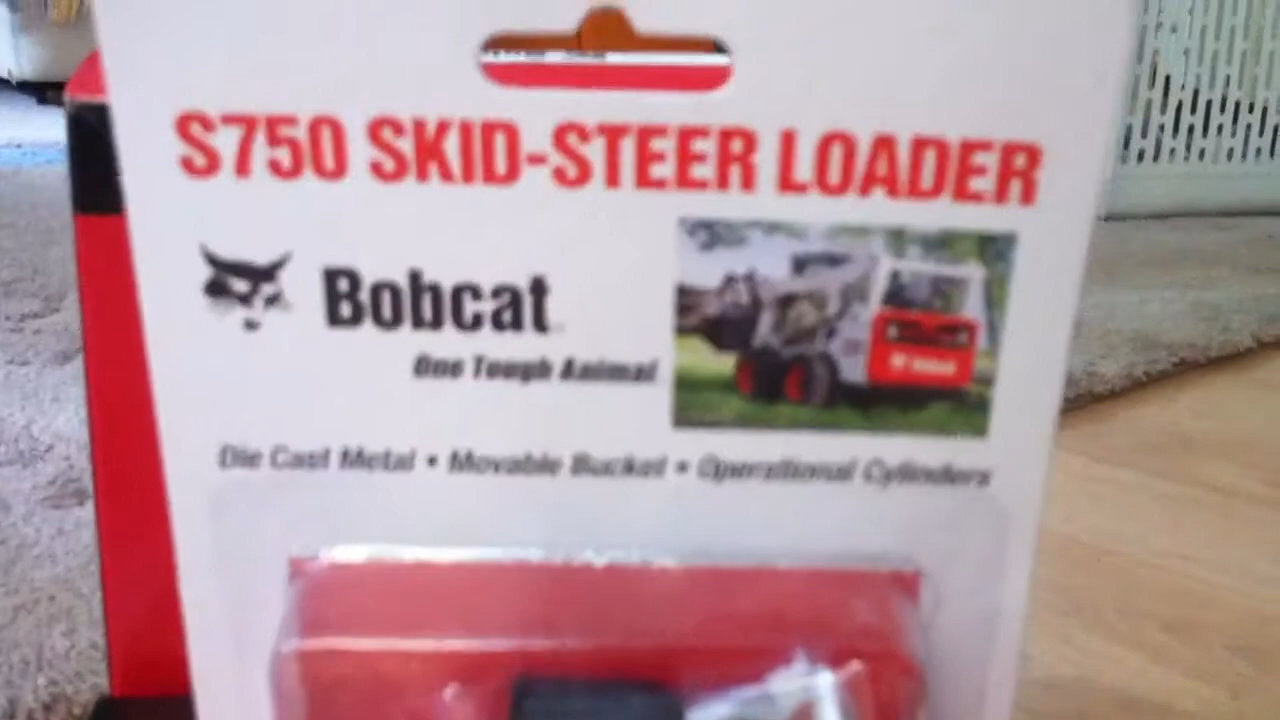 S750 SKID-STEER LOADER
Bobcat
One Tough Animal
Die Cast Metal • Movable Bucket • Operational Cylinders